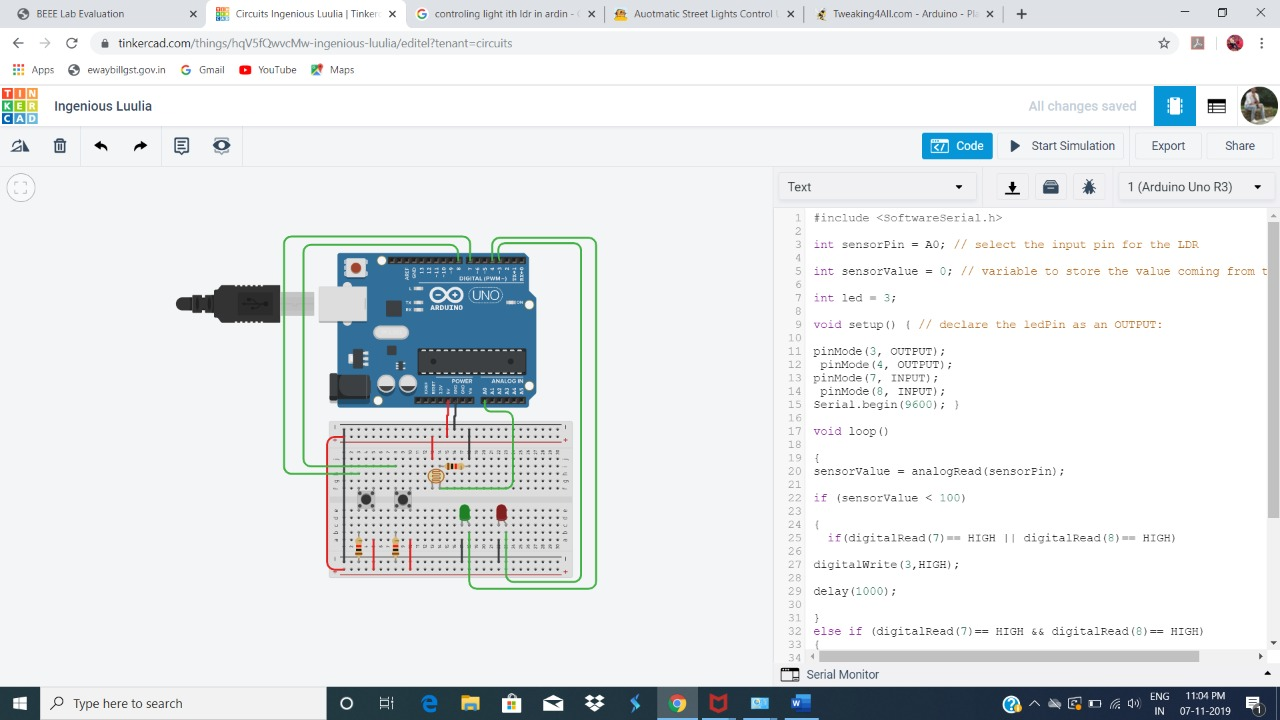 BEEE Lab Evaluation
Circuits Ingenious Luulia | Tinker
controling light ith ldr in ardin - G
Auotmatic Street Lights Control U
Tweaking4All.com - Arduino - Pl
tinkercad.com/things/hqV5fQwvcMw-ingenious-luulia/editel?tenant=circuits
Apps
ewaybillgst.gov.in
Gmail
YouTube
Maps
TIN
KER
CAD
Ingenious Luulia
All changes saved
Code
Start Simulation
Export
Share
Text
1 (Arduino Uno R3)
1 #include <SoftwareSerial.h>
2
3 int sensorPin = A0; // select the input pin for the LDR
4
5 int sensorValue = 0; // variable to store the value coming from t
6
7 int led = 3;
8
9 void setup() { // declare the ledPin as an OUTPUT:
10
11 pinMode(3, OUTPUT);
12 pinMode(4, OUTPUT);
13 pinMode(7, INPUT);
14 pinMode(8, INPUT);
15 Serial.begin(9600); }
16
17 void loop()
18
19 {
20 sensorValue = analogRead(sensorPin);
21
22 if (sensorValue < 100)
23
24 {
25 if(digitalRead(7)== HIGH || digitalRead(8)== HIGH)
26
27 digitalWrite(3,HIGH);
28
29 delay(1000);
30
31 }
32 else if (digitalRead(7)== HIGH && digitalRead(8)== HIGH)
33 {
34
DIGITAL (PWM~)
UNO
ARDUINO
POWER
ANALOG IN
Serial Monitor
Type here to search
ENG
IN
11:04 PM
07-11-2019
1